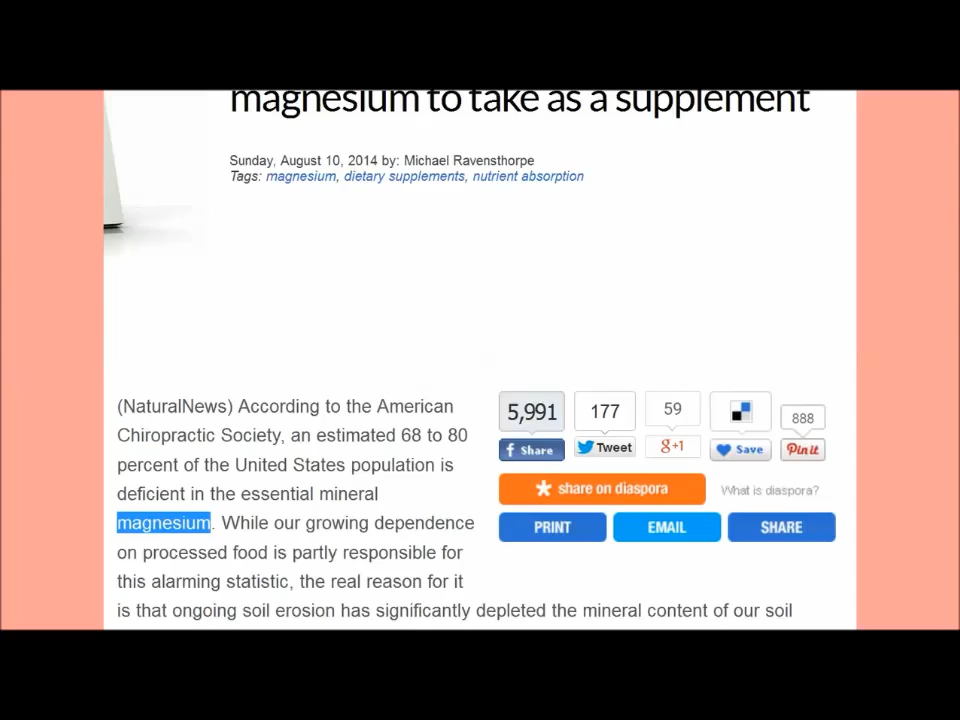 magnesium to take as a supplement
Sunday, August 10, 2014 by: Michael Ravensthorpe
Tags: magnesium, dietary supplements, nutrient absorption
(NaturalNews) According to the American
Chiropractic Society, an estimated 68 to 80
percent of the United States population is
deficient in the essential mineral
magnesium. While our growing dependence
on processed food is partly responsible for
this alarming statistic, the real reason for it
is that ongoing soil erosion has significantly depleted the mineral content of our soil
5,991 177 59 888
f Share Tweet g+1 Save Pin it
share on diaspora What is diaspora?
PRINT EMAIL SHARE